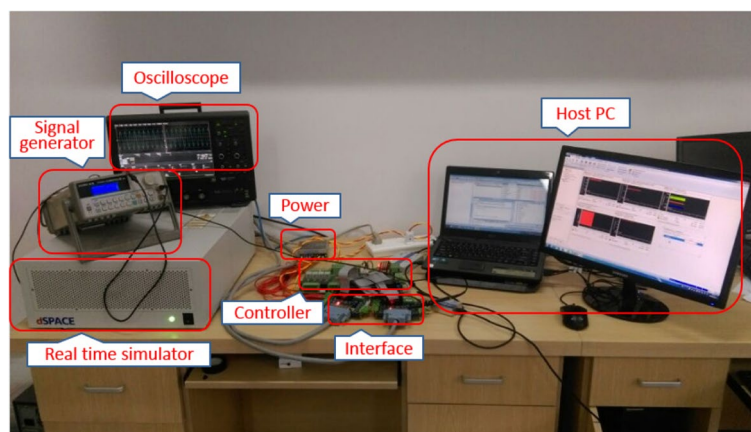 Oscilloscope
Signal
generator
Host PC
Power
Controller
dSPACE
Real time simulator
Interface